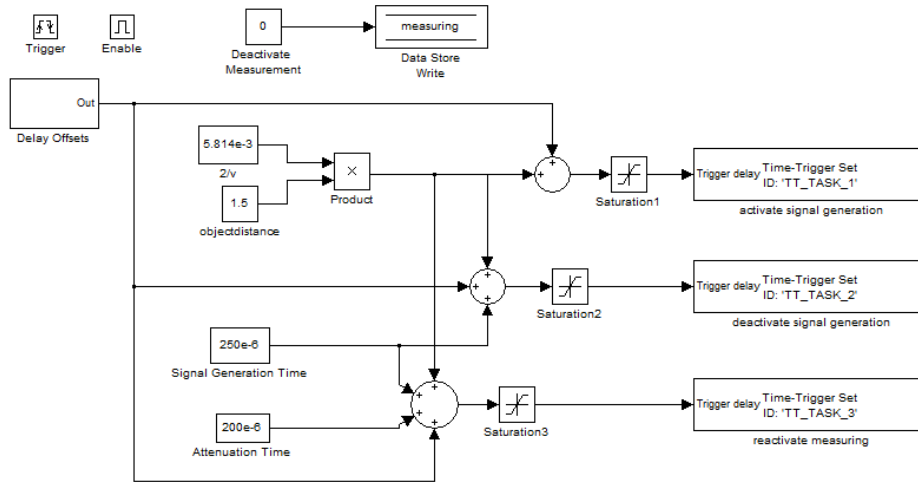 Trigger
Enable
0
Deactivate
Measurement
measuring
Data Store
Write
Out
Delay Offsets
5.814e-3
2/v
1.5
objectdistance
×
Product
+
+
Saturation1
Trigger delay
Time-Trigger Set
ID: 'TT_TASK_1'
activate signal generation
+
+
+
Saturation2
Trigger delay
Time-Trigger Set
ID: 'TT_TASK_2'
deactivate signal generation
250e-6
Signal Generation Time
+
+
+
+
Saturation3
Trigger delay
Time-Trigger Set
ID: 'TT_TASK_3'
reactivate measuring
200e-6
Attenuation Time